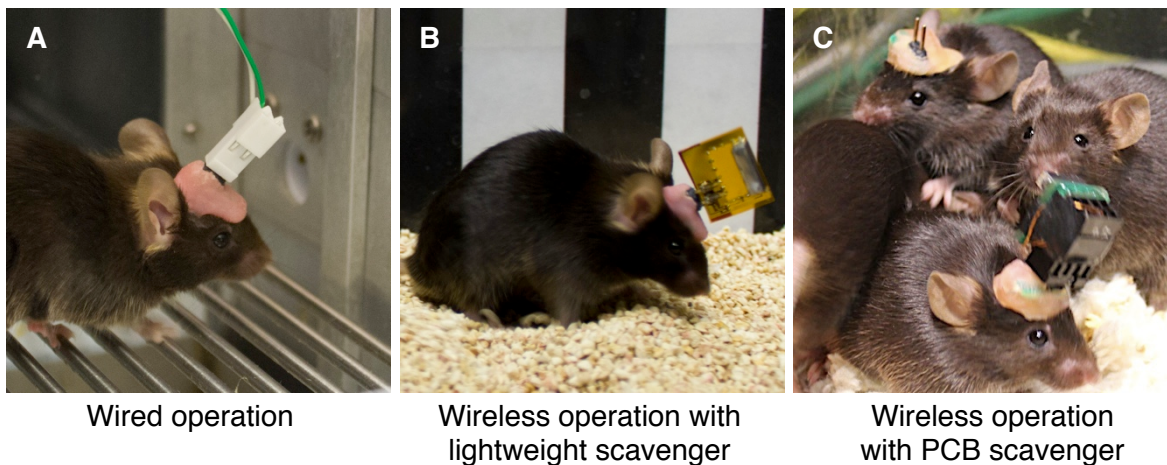 A
B
C
Wired operation
Wireless operation with
lightweight scavenger
Wireless operation
with PCB scavenger